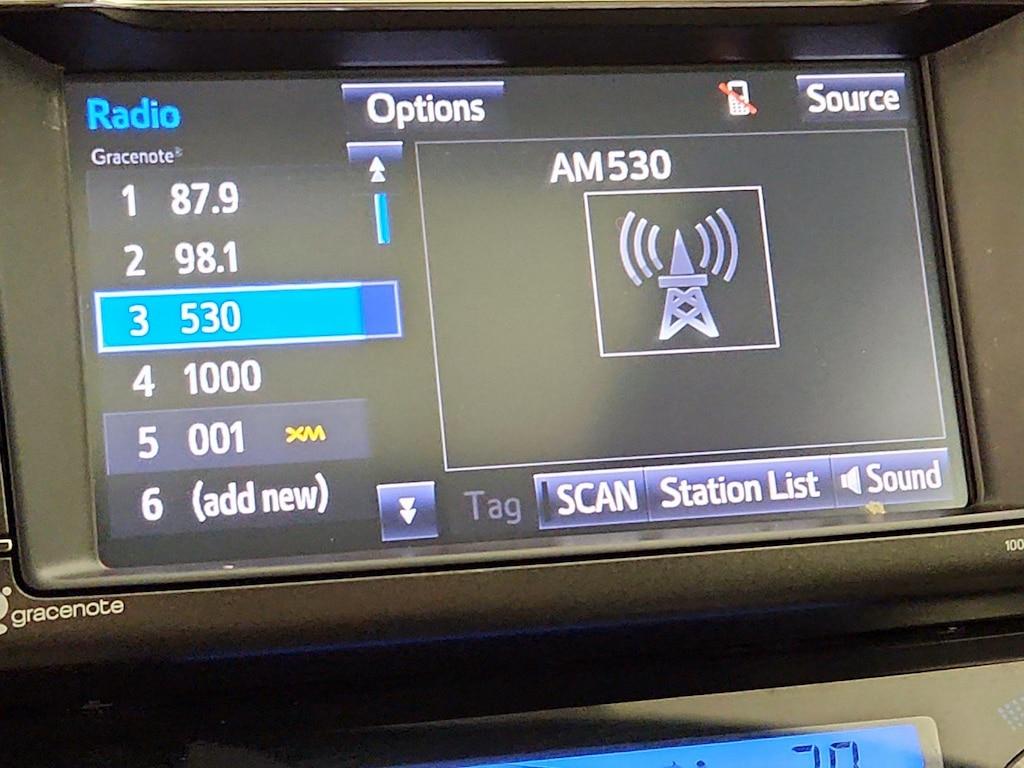 Radio
Options
Source
Gracenote®
AM530
1 87.9
2 98.1
3 530
4 1000
5 001 XM
6 (add new)
Tag
SCAN
Station List
Sound
100
gracenote